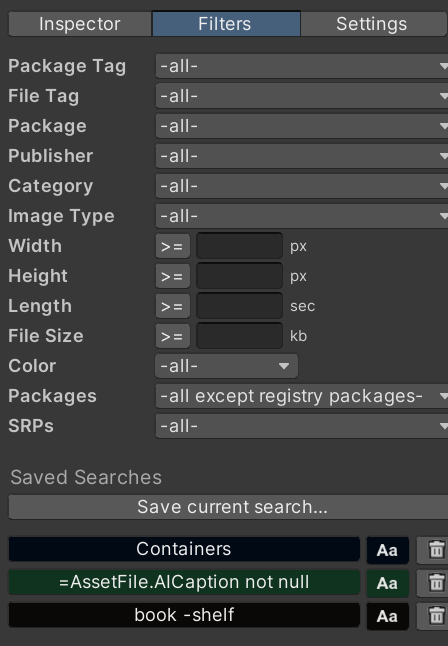 Inspector Filters Settings
Package Tag -all-
File Tag -all-
Package -all-
Publisher -all-
Category -all-
Image Type -all-
Width >= px
Height >= px
Length >= sec
File Size >= kb
Color -all-
Packages -all except registry packages-
SRPs -all-
Saved Searches
Save current search...
Containers Aa
=AssetFile.AICaption not null Aa
book -shelf Aa